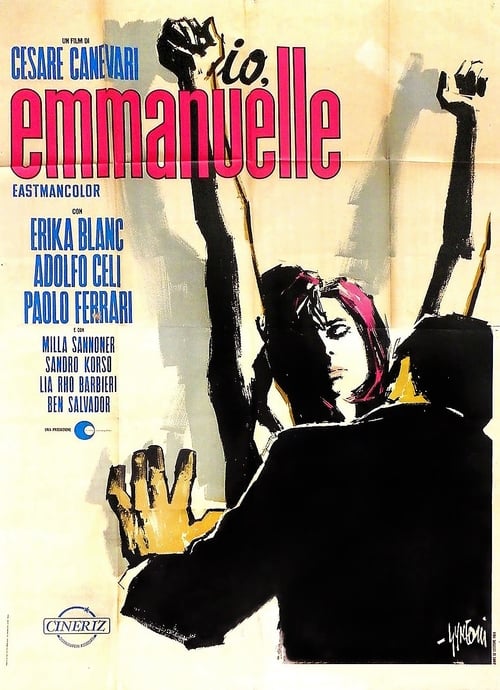 UN FILM DI
CESARE CANEVARI
io,
emmanuelle
EASTMANCOLOR
CON
ERIKA BLANC
ADOLFO CELI
PAOLO FERRARI
E CON
MILLA SANNONER
SANDRO KORSO
LIA RHO BARBIERI
BEN SALVADOR
UNA PRODUZIONE
CINERIZ